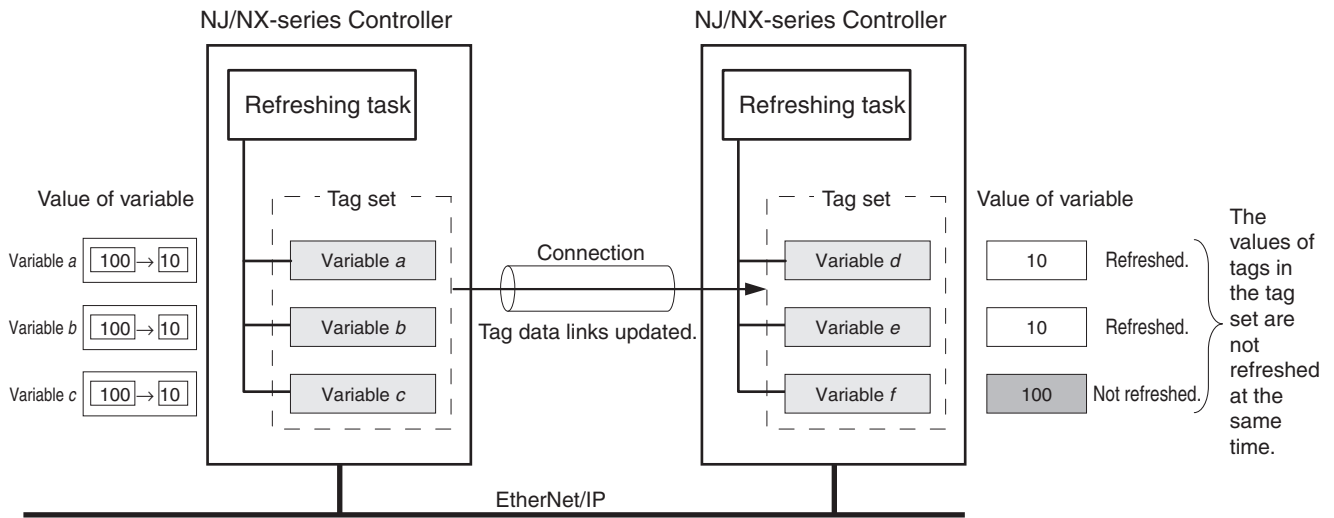 NJ/NX-series Controller
NJ/NX-series Controller
Refreshing task
Refreshing task
Value of variable
Tag set
Tag set
Value of variable
Variable a 100 → 10
Variable a
Connection
Variable d
10 Refreshed.
Variable b 100 → 10
Variable b
Tag data links updated.
Variable e
10 Refreshed.
Variable c 100 → 10
Variable c
Variable f
100 Not refreshed.
The
values of
tags in
the tag
set are
not
refreshed
at the
same
time.
EtherNet/IP